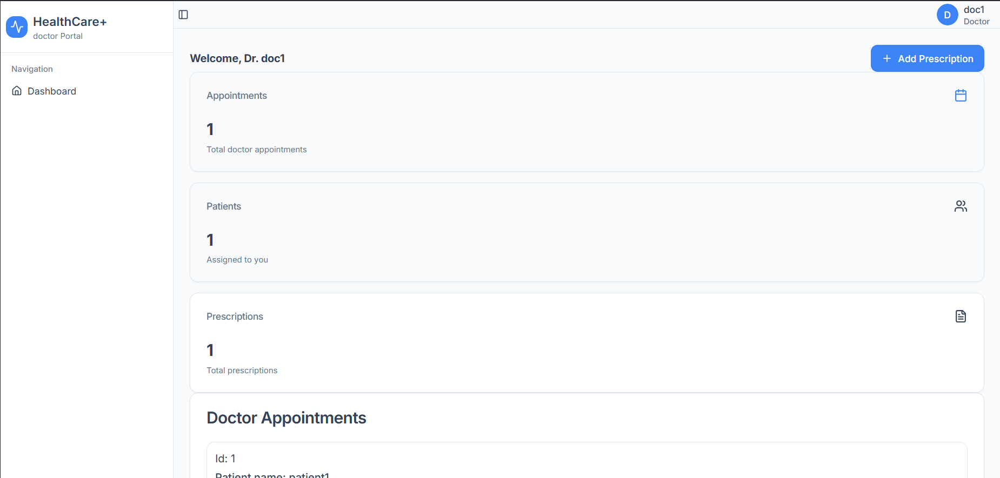 HealthCare+
doctor Portal
Navigation
Dashboard
D
doc1
Doctor
Welcome, Dr. doc1
+ Add Prescription
Appointments
1
Total doctor appointments
Patients
1
Assigned to you
Prescriptions
1
Total prescriptions
Doctor Appointments
Id: 1
Patient name: patient1